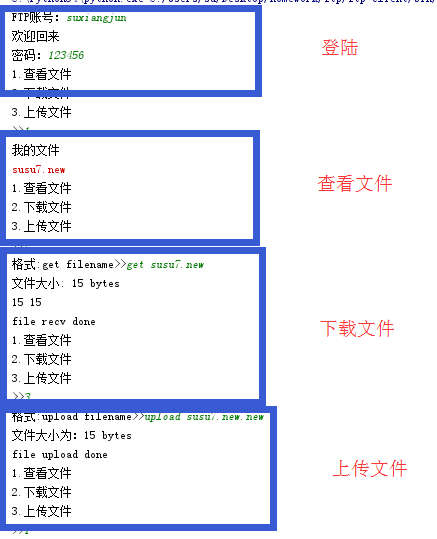 FTP账号: suxiangjun
欢迎回来
密码: 123456
1.查看文件
2.下载文件
3.上传文件
登陆
>>1
我的文件
susu7.new
1.查看文件
2.下载文件
3.上传文件
查看文件
格式:get filename>>get susu7.new
文件大小: 15 bytes
15 15
file recv done
1.查看文件
2.下载文件
3.上传文件
下载文件
>>3
格式:upload filename>>upload susu7.new.new
文件大小为: 15 bytes
file upload done
1.查看文件
2.下载文件
3.上传文件
上传文件